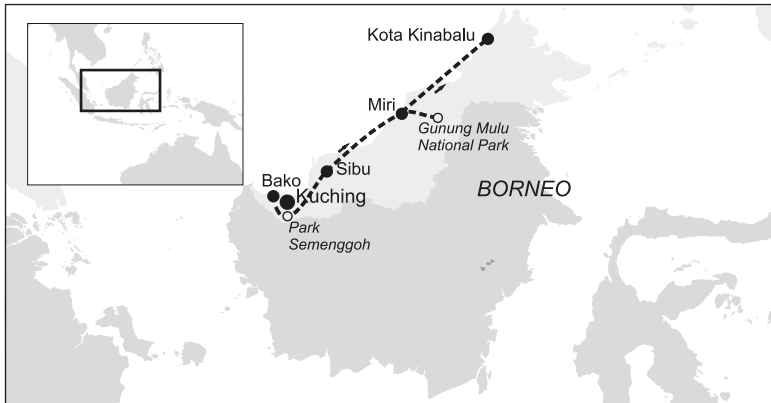 Kota Kinabalu
Miri
Gunung Mulu
National Park
Sibu
BORNEO
Bako
Kuching
Park
Semenggoh